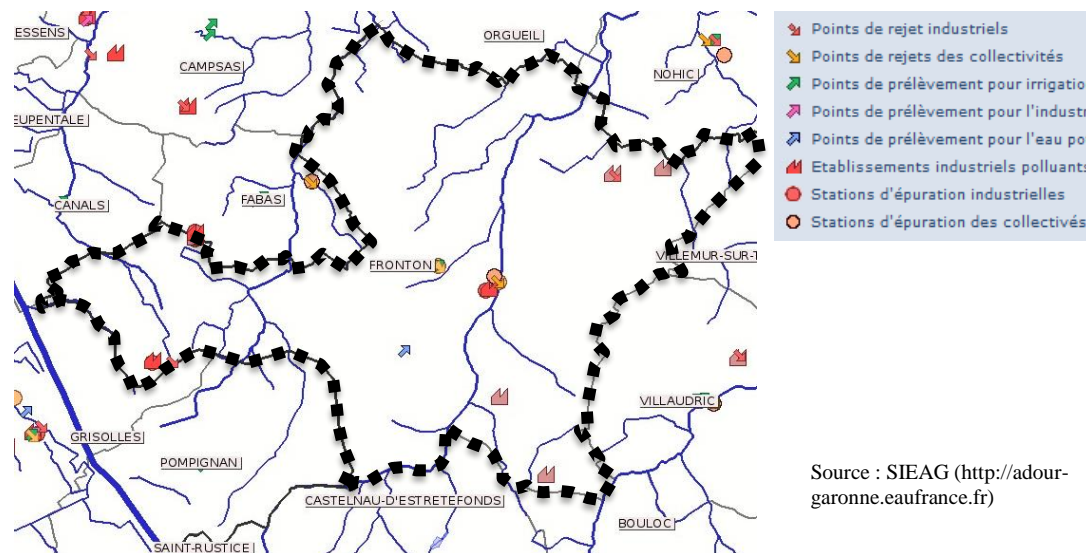 ESSENS
ORGUEIL
CAMPSAS
NOHIC
EUPENTALE
CANALS
FABAS
FRONTON
VILLEMUR-SUR-T
VILLAUDRIC
GRISOLLES
POMPIGNAN
CASTELNAU-D'ESTRETEFONDS
BOULOC
SAINT-RUSTICE
Points de rejet industriels
Points de rejets des collectivités
Points de prélèvement pour irrigatio
Points de prélèvement pour l'industr
Points de prélèvement pour l'eau po
Etablissements industriels polluants
Stations d'épuration industrielles
Stations d'épuration des collectivés
Source : SIEAG (http://adour-
garonne.eaufrance.fr)